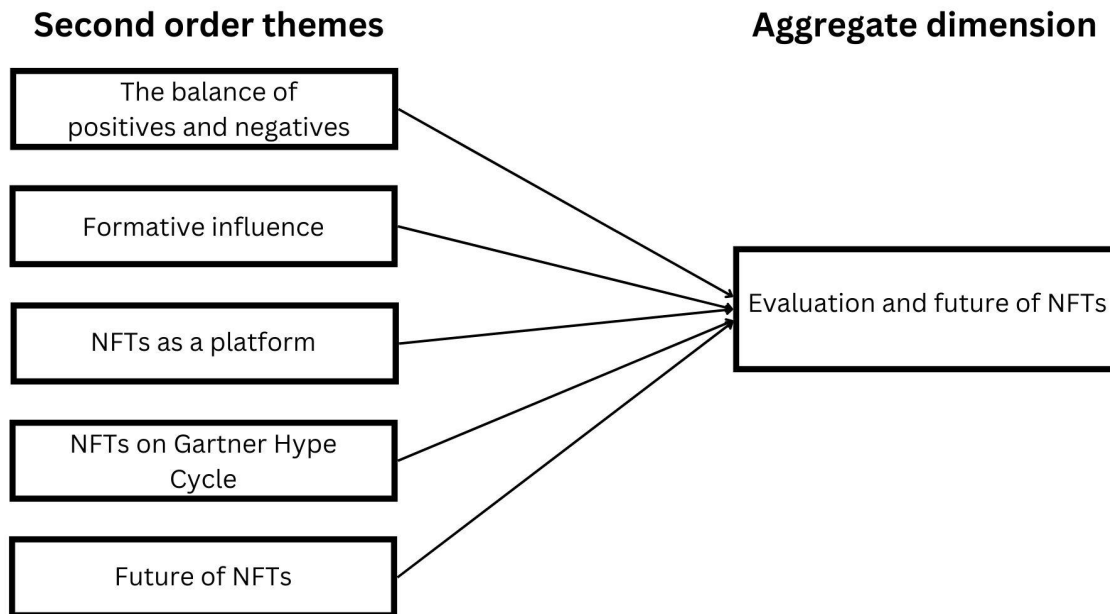 Second order themes
Aggregate dimension
The balance of
positives and negatives
Formative influence
NFTs as a platform
NFTs on Gartner Hype
Cycle
Future of NFTs
Evaluation and future of NFTs